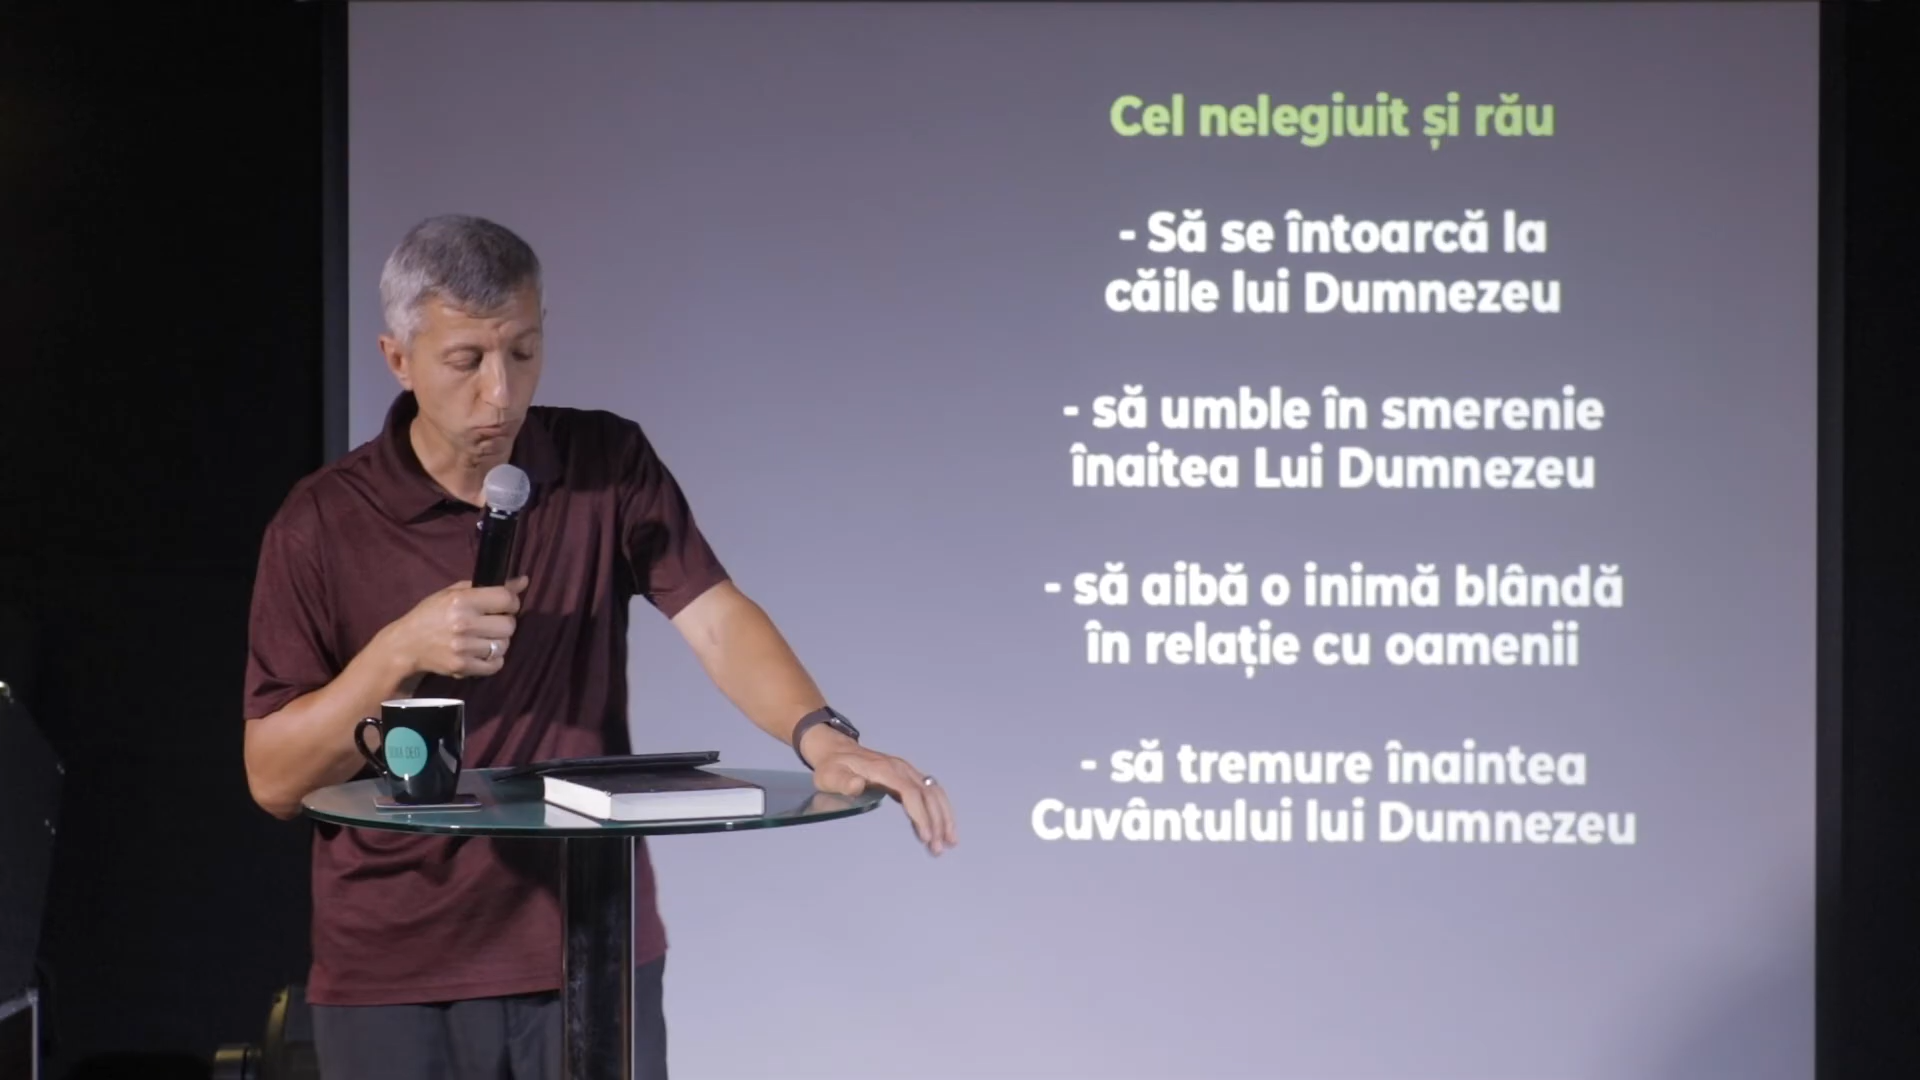 Cel nelegiuit și rău
- Să se întoarcă la
căile lui Dumnezeu
- să umble în smerenie
înaitea Lui Dumnezeu
- să aibă o inimă blândă
în relație cu oamenii
- să tremure înaintea
Cuvântului lui Dumnezeu